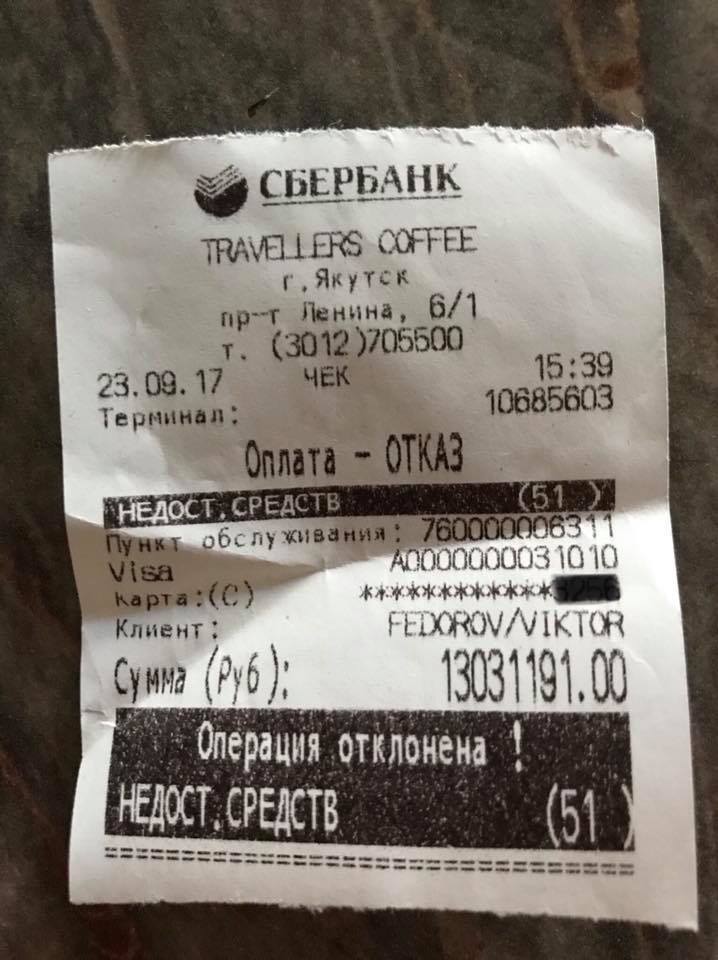 СБЕРБАНК
TRAVELLERS COFFEE
г.Якутск
пр-т Ленина, 6/1
т. (3012)705500
23.09.17 ЧЕК 15:39
Терминал: 10685603
Оплата – ОТКАЗ
НЕДОСТ.СРЕДСТВ (51 )
Пункт обслуживания: 760000006311
Visa A0000000031010
Карта:(C) ************
Клиент: FEDOROV/VIKTOR
Сумма (Руб): 13031191.00
Операция отклонена !
НЕДОСТ.СРЕДСТВ (51 )